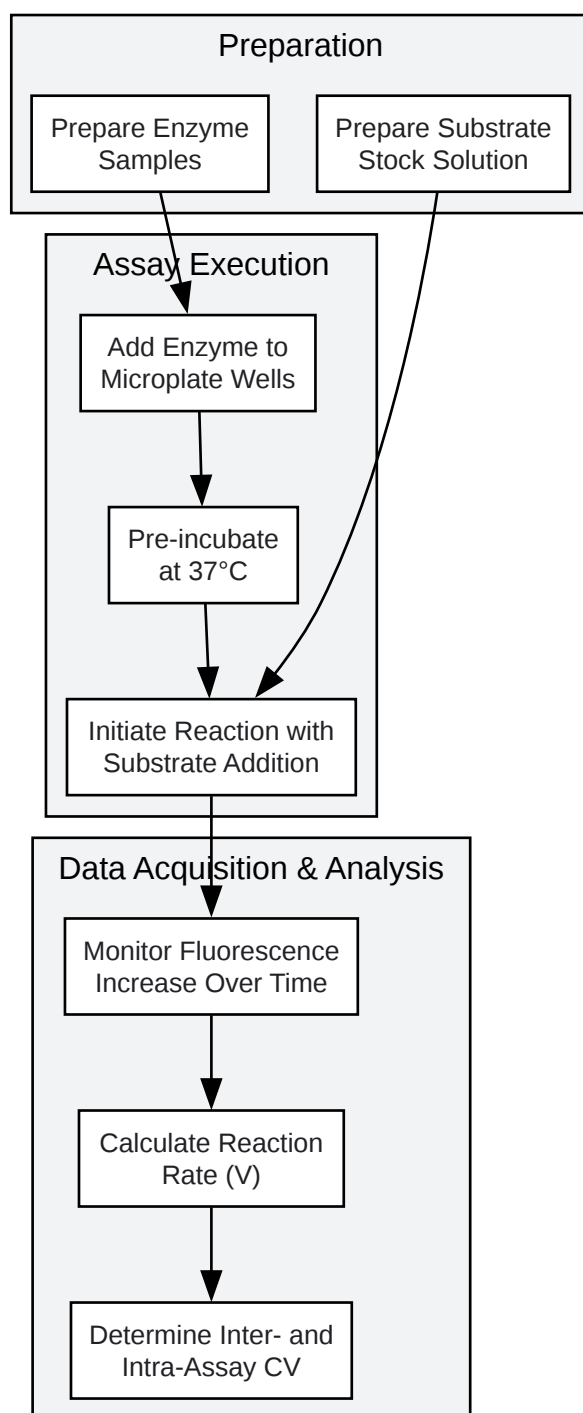 Preparation
Prepare Enzyme
Samples
Prepare Substrate
Stock Solution
Assay Execution
Add Enzyme to
Microplate Wells
Pre-incubate
at 37°C
Initiate Reaction with
Substrate Addition
Data Acquisition & Analysis
Monitor Fluorescence
Increase Over Time
Calculate Reaction
Rate (V)
Determine Inter- and
Intra-Assay CV